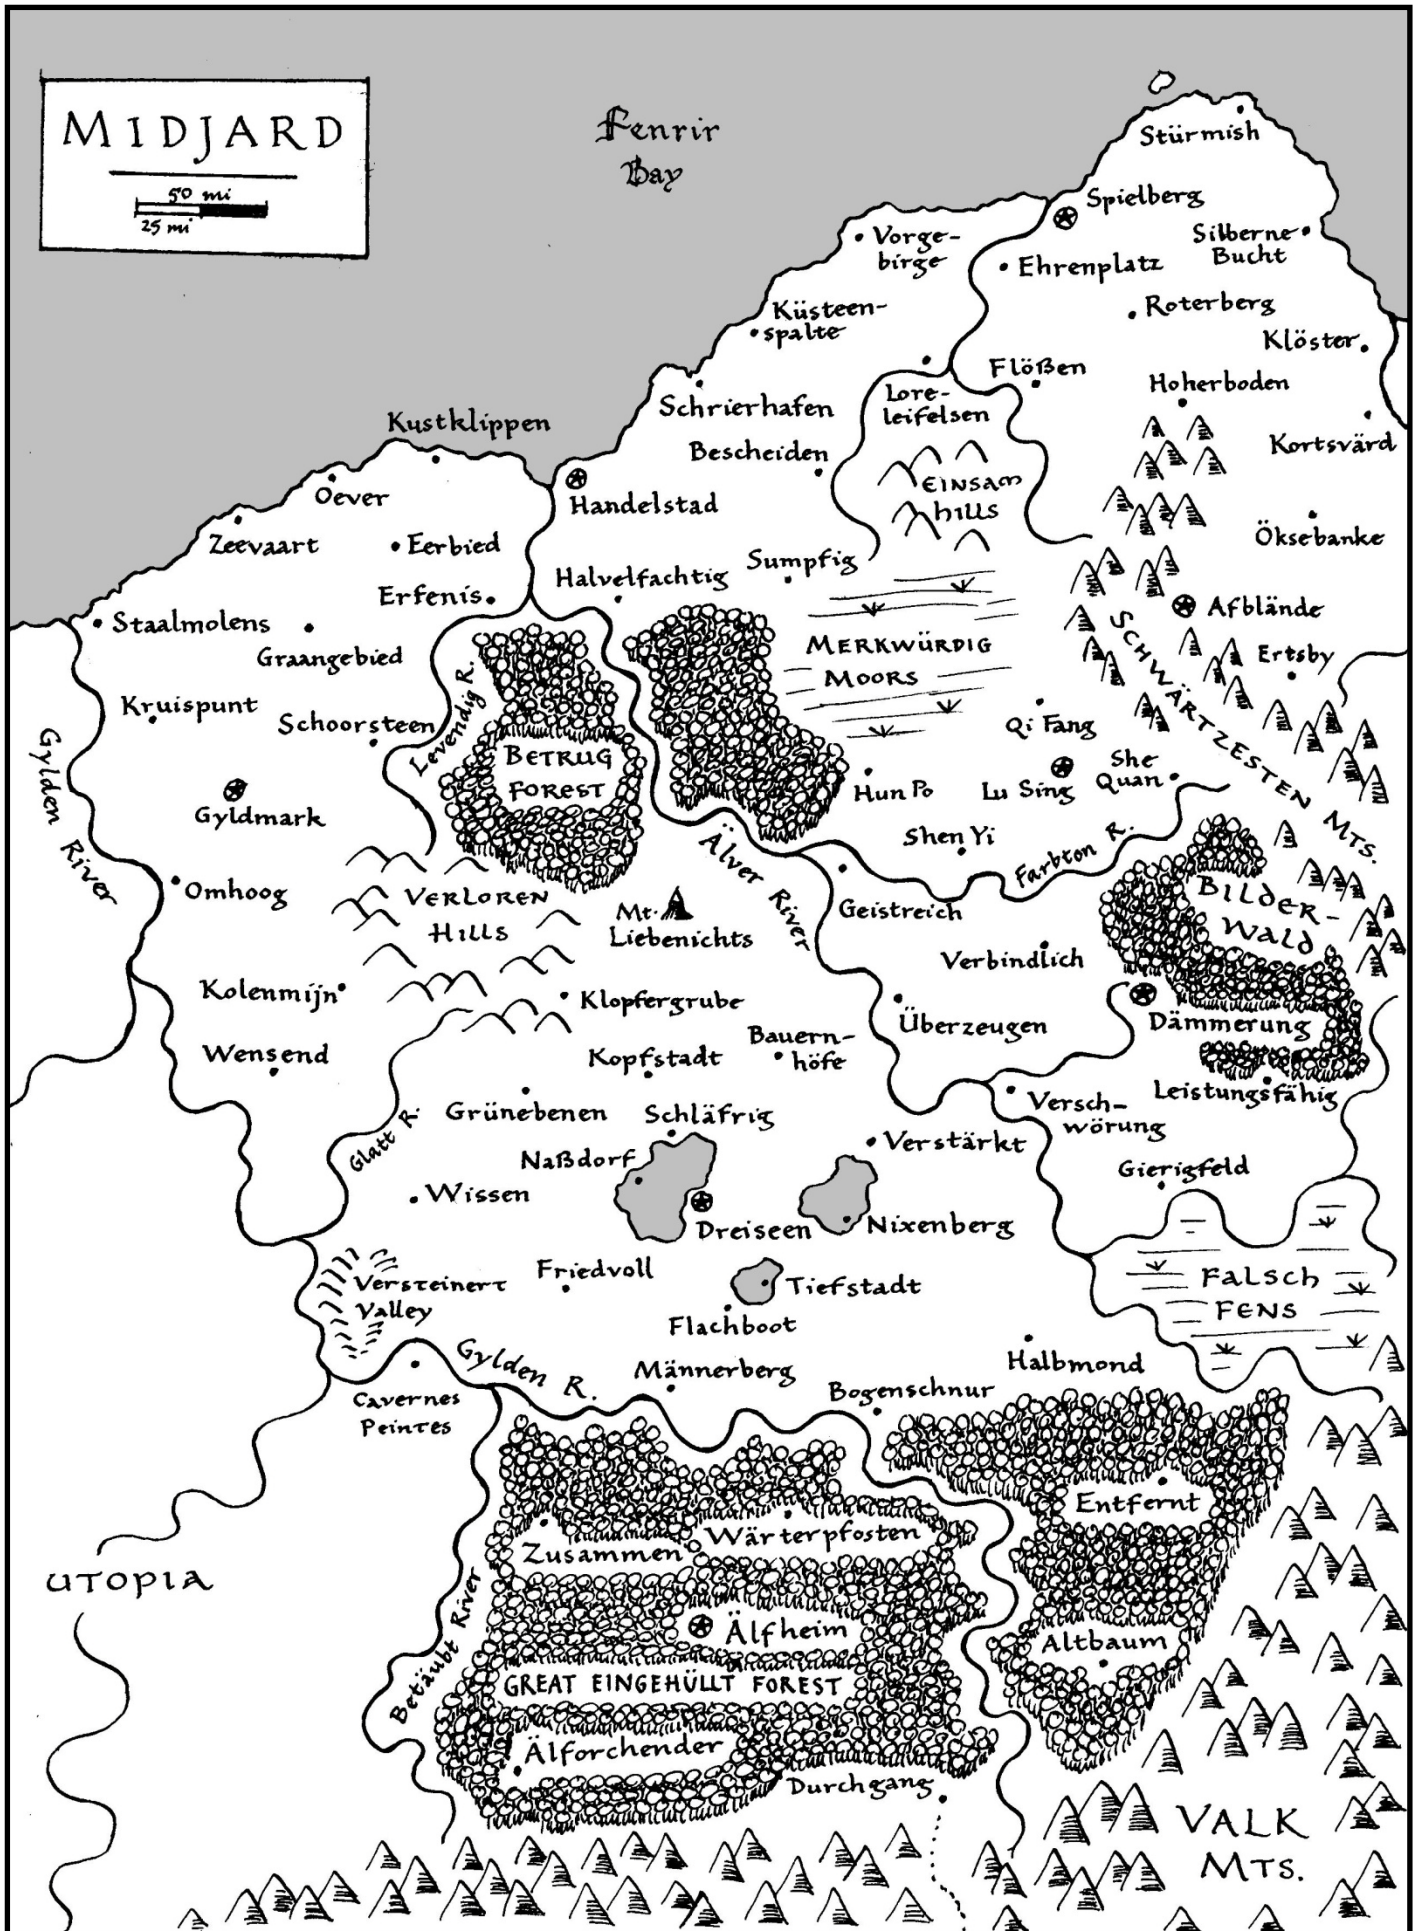 MIDJARD
50 mi
25 mi
Fenrir
Bay
Stürmish
Spielberg
Vorge-
birge
Silberne
Bucht
Ehrenplatz
Roterberg
Küsteen-
spalte
Klöster
Flößen
Hoherboden
Lore-
leifelsen
Schrierhafen
Kustklippen
Kortsvärd
Bescheiden
EINSAM
HILLS
Oever
Handelstad
Öksebanke
Zeevaart
Eerbied
Sumpfig
Halvelfachtig
Erfenis
Afblände
Staalmolens
Graangebied
MERKWÜRDIG
MOORS
Ertsby
SCHWÄRTZESTEN MTS.
Levendig R.
Kruispunt
Schoorsteen
Qi Fang
Gylden River
BETRUG
FOREST
She
Quan
Hun Po
Lu Sing
Gyldmark
Shen Yi
Älver River
Farbton R.
Omhoog
VERLOREN
HILLS
Mt.
Liebenichts
Geistreich
BILDER-
WALD
Verbindlich
Kolenmijn
Klopfergrube
Überzeugen
Dämmerung
Wensend
Kopfstadt
Bauern-
höfe
Leistungsfähig
Grünebenen
Schläfrig
Versch-
wörung
Glatt R.
Verstärkt
Naßdorf
Gierigfeld
Wissen
Dreiseen
Nixenberg
Versteinert
Valley
Friedvoll
Tiefstadt
FALSCH
FENS
Flachboot
Gylden R.
Männerberg
Halbmond
Bogenschnur
Cavernes
Peintes
Entfernt
Wärterpfosten
Zusammen
UTOPIA
Betäubt River
Älfheim
Altbaum
GREAT EINGEHÜLLT FOREST
Älforchender
Durchgang
VALK
MTS.